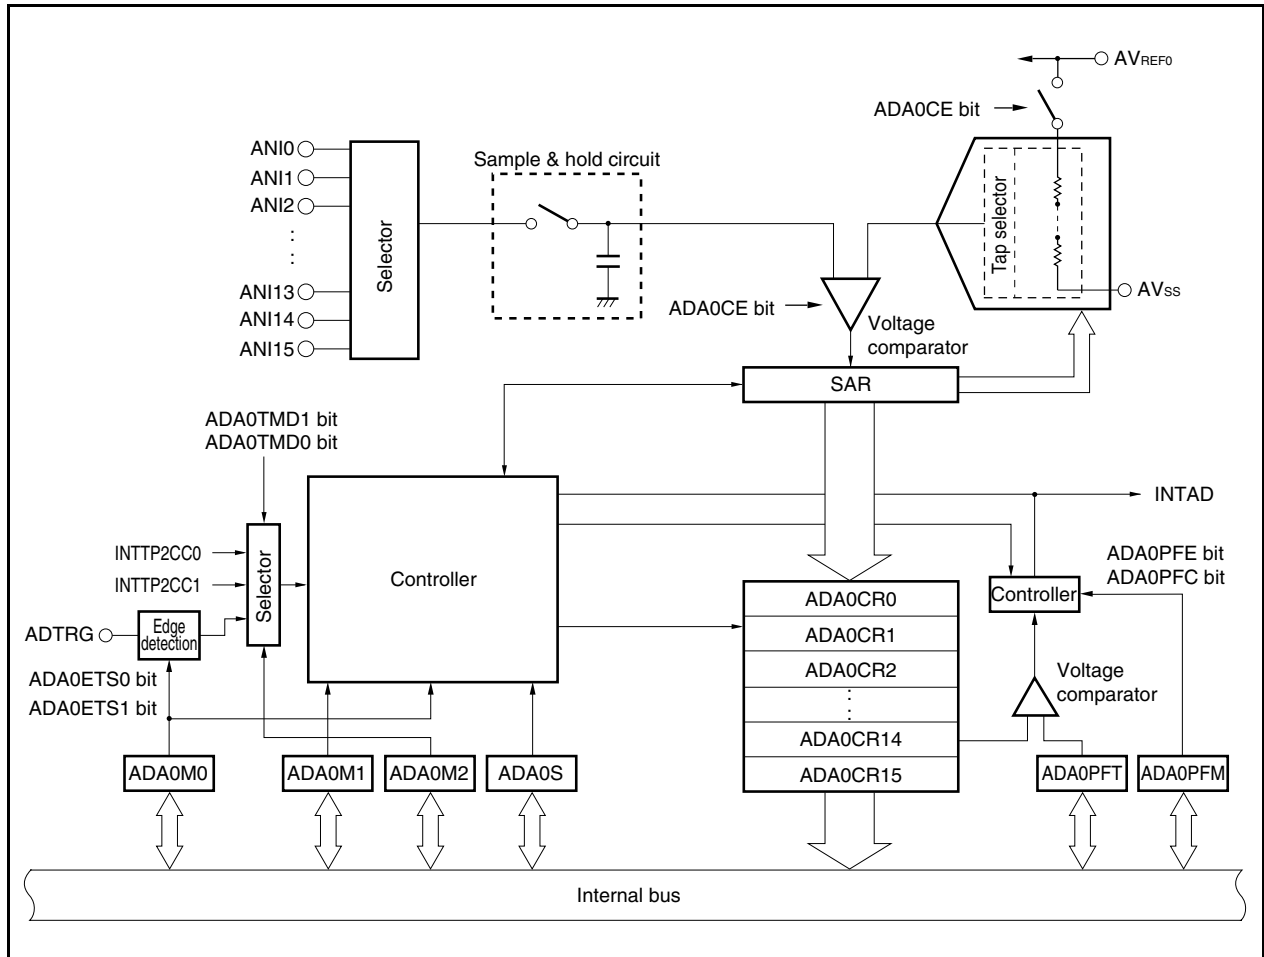 AVREF0
ADA0CE bit
ANI0
ANI1
ANI2
ANI13
ANI14
ANI15
Selector
Sample & hold circuit
Tap selector
AVSS
ADA0CE bit
Voltage
comparator
SAR
ADA0TMD1 bit
ADA0TMD0 bit
INTTP2CC0
INTTP2CC1
Selector
ADTRG
Edge
detection
ADA0ETS0 bit
ADA0ETS1 bit
Controller
INTAD
ADA0PFE bit
ADA0PFC bit
Controller
ADA0CR0
ADA0CR1
ADA0CR2
ADA0CR14
ADA0CR15
Voltage
comparator
ADA0M0
ADA0M1
ADA0M2
ADA0S
ADA0PFT
ADA0PFM
Internal bus